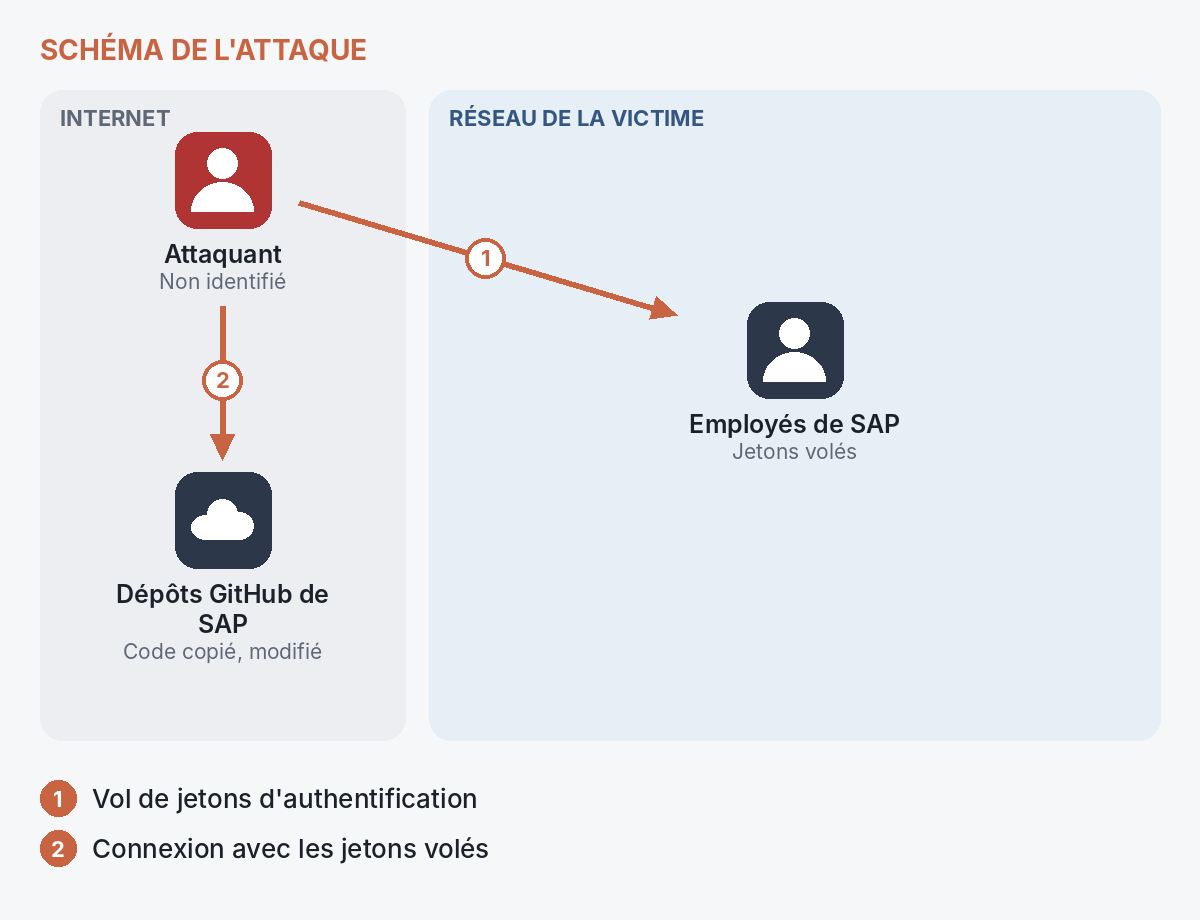 SCHÉMA DE L'ATTAQUE
INTERNET
RÉSEAU DE LA VICTIME
Attaquant
Non identifié
1
2
Employés de SAP
Jetons volés
Dépôts GitHub de
SAP
Code copié, modifié
1 Vol de jetons d'authentification
2 Connexion avec les jetons volés